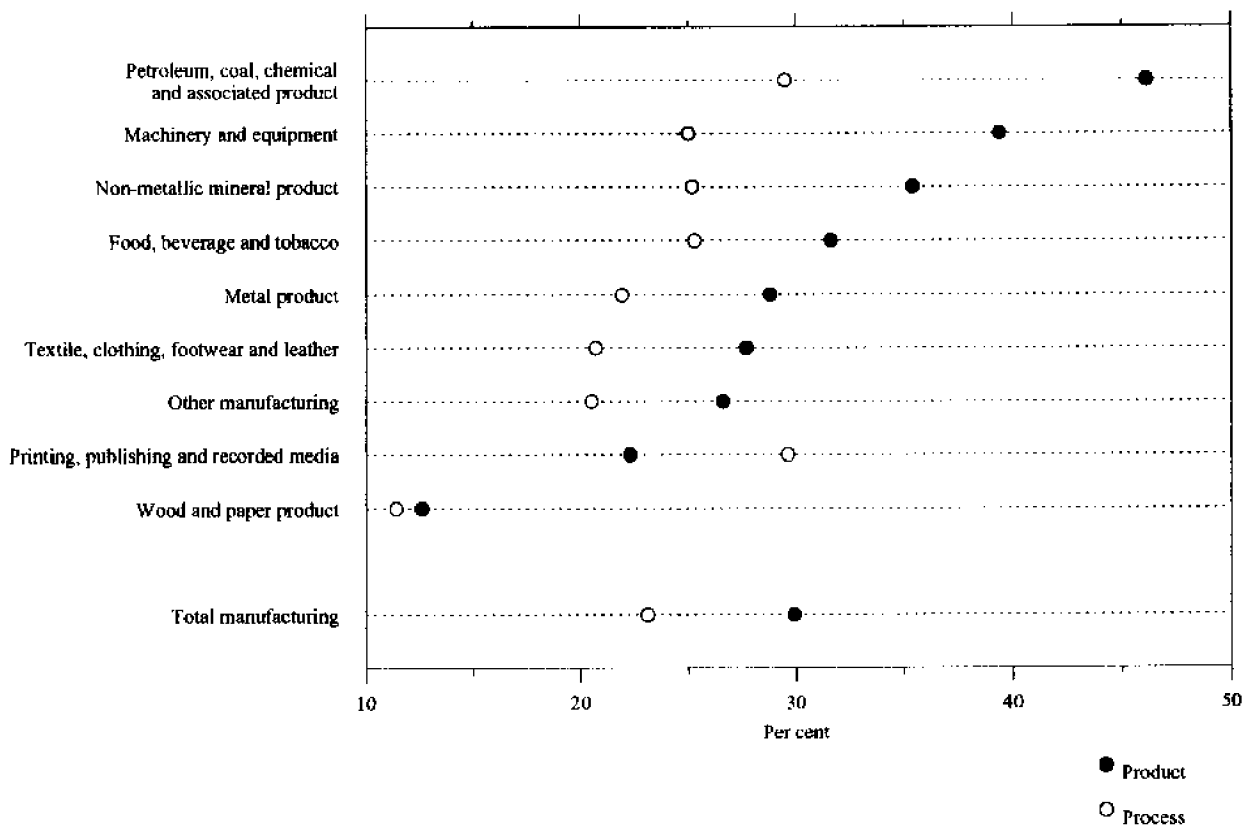 Petroleum, coal, chemical
and associated product
Machinery and equipment
Non-metallic mineral product
Food, beverage and tobacco
Metal product
Textile, clothing, footwear and leather
Other manufacturing
Printing, publishing and recorded media
Wood and paper product
Total manufacturing
10 20 30 40 50
Per cent
Product
Process